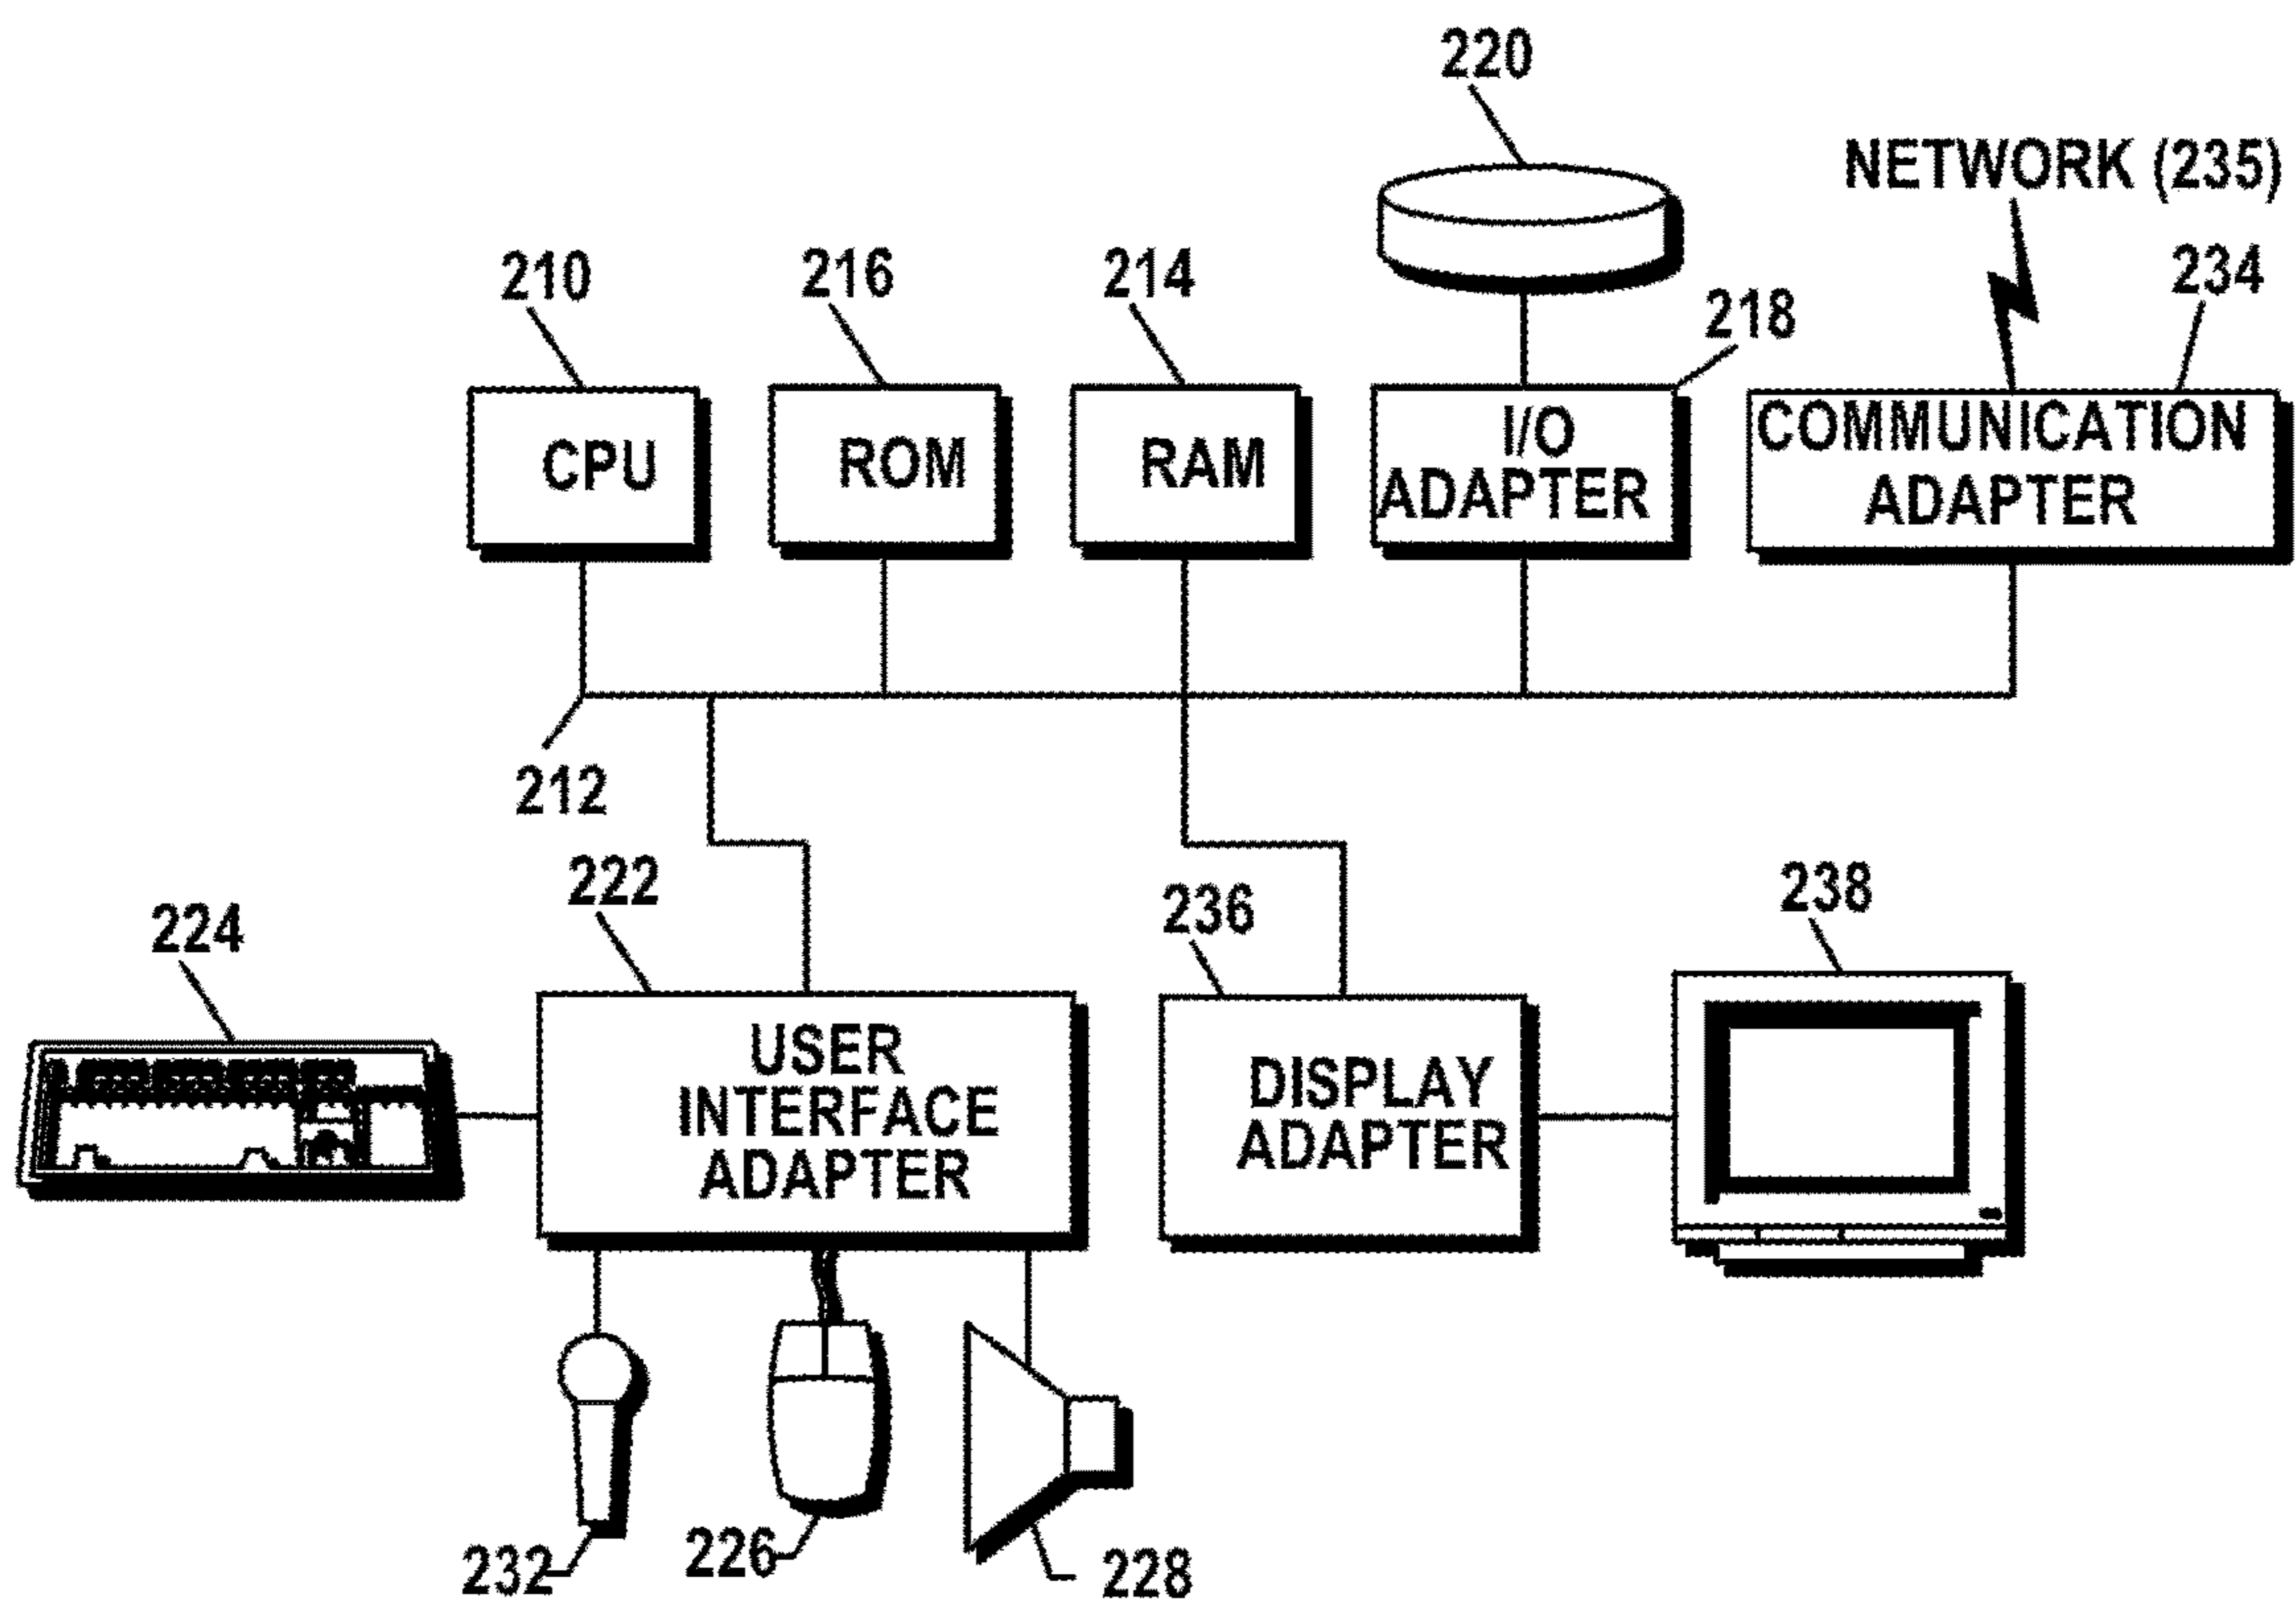 220
NETWORK (235)
210
216
214
218
234
CPU
ROM
RAM
I/O
ADAPTER
COMMUNICATION
ADAPTER
212
222
224
236
238
USER
INTERFACE
ADAPTER
DISPLAY
ADAPTER
232
226
228